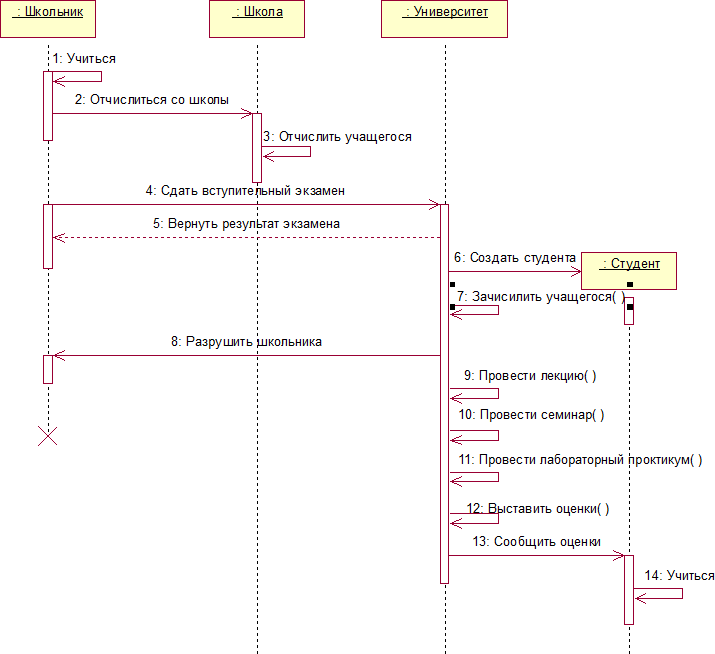 : Школьник
: Школа
: Университет
1: Учиться
2: Отчислиться со школы
3: Отчислить учащегося
4: Сдать вступительный экзамен
5: Вернуть результат экзамена
6: Создать студента
: Студент
7: Зачисилить учащегося( )
8: Разрушить школьника
9: Провести лекцию( )
10: Провести семинар( )
11: Провести лабораторный проктикум( )
12: Выставить оценки( )
13: Сообщить оценки
14: Учиться